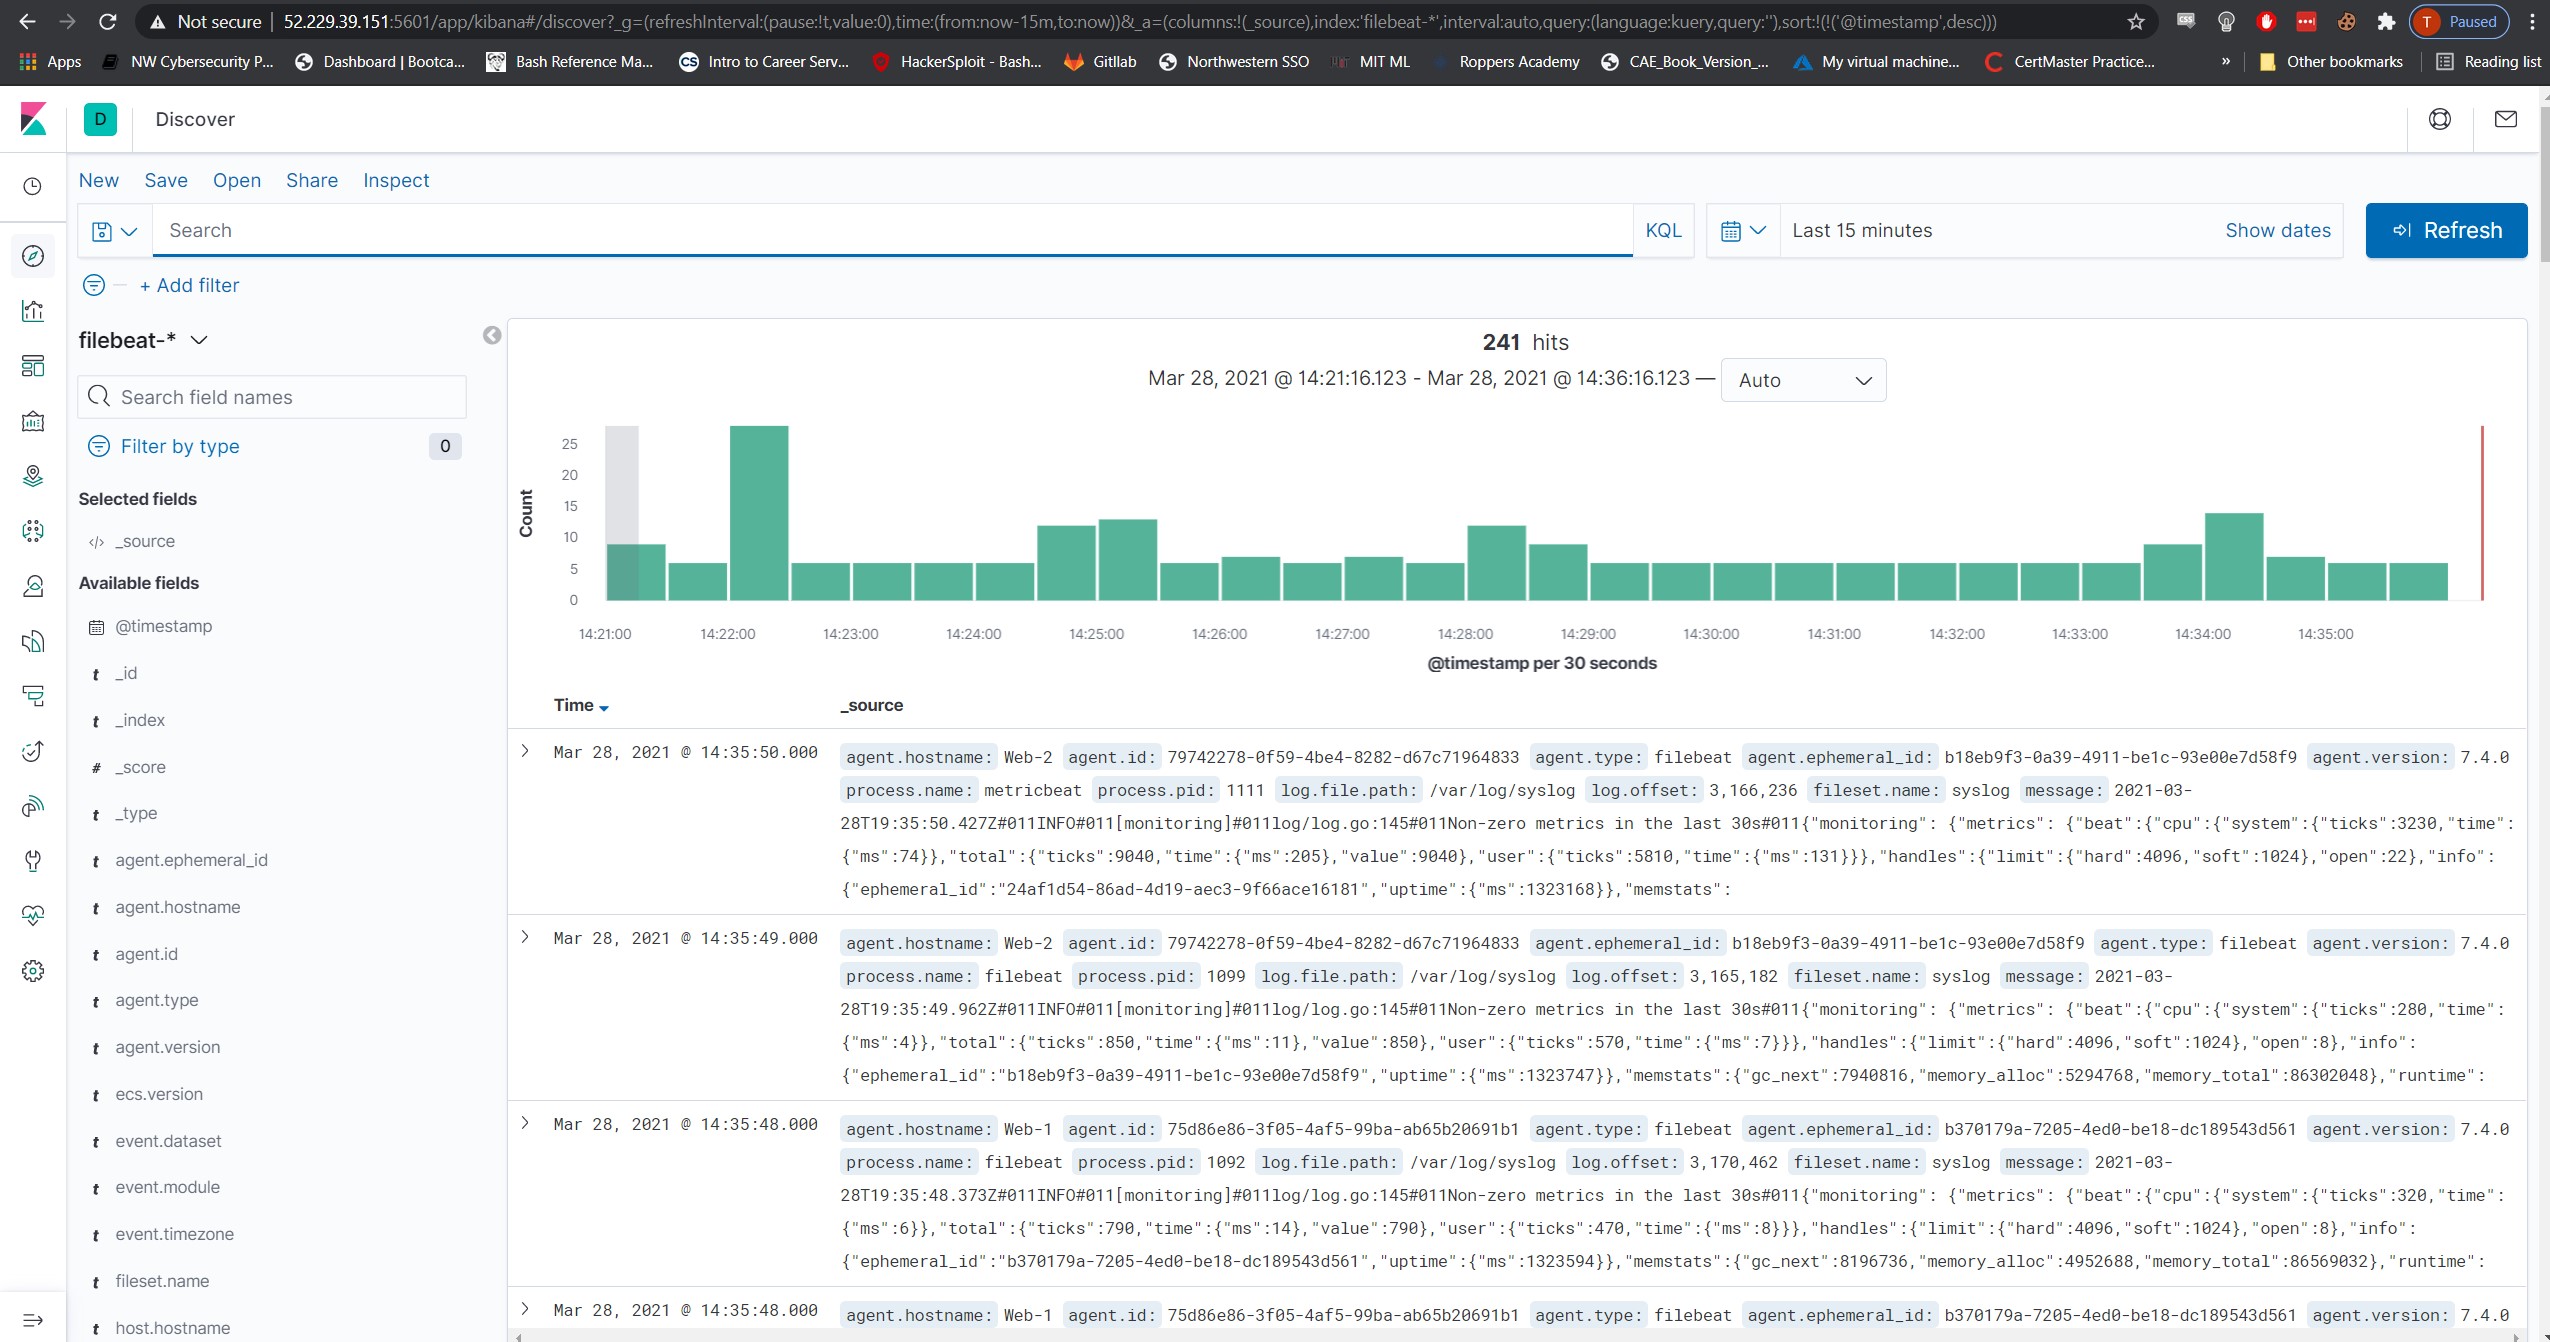 Not secure | 52.229.39.151:5601/app/kibana#/discover?_g=(refreshInterval:(pause:!t,value:0),time:(from:now-15m,to:now))&_a=(columns:!(_source),index:'filebeat-*',interval:auto,query:(language:kuery,query:''),sort:!(!('@timestamp',desc)))
CSS
T Paused
Apps NW Cybersecurity P... Dashboard | Bootca... Bash Reference Ma... CS Intro to Career Serv... HackerSploit - Bash... Gitllab Northwestern SSO MIT ML Roppers Academy CAE_Book_Version_... My virtual machine... CertMaster Practice... » Other bookmarks Reading list
D Discover
New Save Open Share Inspect
Search KQL Last 15 minutes Show dates Refresh
+ Add filter
filebeat-*
Search field names
Filter by type 0
Selected fields
</> _source
Available fields
@timestamp
t _id
t _index
# _score
t _type
t agent.ephemeral_id
t agent.hostname
t agent.id
t agent.type
t agent.version
t ecs.version
t event.dataset
t event.module
t event.timezone
t fileset.name
t host.hostname
241 hits
Mar 28, 2021 @ 14:21:16.123 - Mar 28, 2021 @ 14:36:16.123 — Auto
Count
25
20
15
10
5
0
14:21:00 14:22:00 14:23:00 14:24:00 14:25:00 14:26:00 14:27:00 14:28:00 14:29:00 14:30:00 14:31:00 14:32:00 14:33:00 14:34:00 14:35:00
@timestamp per 30 seconds
Time _source
Mar 28, 2021 @ 14:35:50.000 agent.hostname: Web-2 agent.id: 79742278-0f59-4be4-8282-d67c71964833 agent.type: filebeat agent.ephemeral_id: b18eb9f3-0a39-4911-be1c-93e00e7d58f9 agent.version: 7.4.0
process.name: metricbeat process.pid: 1111 log.file.path: /var/log/syslog log.offset: 3,166,236 fileset.name: syslog message: 2021-03-
28T19:35:50.427Z#011INFO#011[monitoring]#011log/log.go:145#011Non-zero metrics in the last 30s#011{"monitoring": {"metrics": {"beat":{"cpu":{"system":{"ticks":3230,"time":
{"ms":74}},"total":{"ticks":9040,"time":{"ms":205},"value":9040},"user":{"ticks":5810,"time":{"ms":131}}},"handles":{"limit":{"hard":4096,"soft":1024},"open":22},"info":
{"ephemeral_id":"24af1d54-86ad-4d19-aec3-9f66ace16181","uptime":{"ms":1323168}},"memstats":
Mar 28, 2021 @ 14:35:49.000 agent.hostname: Web-2 agent.id: 79742278-0f59-4be4-8282-d67c71964833 agent.ephemeral_id: b18eb9f3-0a39-4911-be1c-93e00e7d58f9 agent.type: filebeat agent.version: 7.4.0
process.name: filebeat process.pid: 1099 log.file.path: /var/log/syslog log.offset: 3,165,182 fileset.name: syslog message: 2021-03-
28T19:35:49.962Z#011INFO#011[monitoring]#011log/log.go:145#011Non-zero metrics in the last 30s#011{"monitoring": {"metrics": {"beat":{"cpu":{"system":{"ticks":280,"time":
{"ms":4}},"total":{"ticks":850,"time":{"ms":11},"value":850},"user":{"ticks":570,"time":{"ms":7}}},"handles":{"limit":{"hard":4096,"soft":1024},"open":8},"info":
{"ephemeral_id":"b18eb9f3-0a39-4911-be1c-93e00e7d58f9","uptime":{"ms":1323747}},"memstats":{"gc_next":7940816,"memory_alloc":5294768,"memory_total":86302048},"runtime":
Mar 28, 2021 @ 14:35:48.000 agent.hostname: Web-1 agent.id: 75d86e86-3f05-4af5-99ba-ab65b20691b1 agent.type: filebeat agent.ephemeral_id: b370179a-7205-4ed0-be18-dc189543d561 agent.version: 7.4.0
process.name: filebeat process.pid: 1092 log.file.path: /var/log/syslog log.offset: 3,170,462 fileset.name: syslog message: 2021-03-
28T19:35:48.373Z#011INFO#011[monitoring]#011log/log.go:145#011Non-zero metrics in the last 30s#011{"monitoring": {"metrics": {"beat":{"cpu":{"system":{"ticks":320,"time":
{"ms":6}},"total":{"ticks":790,"time":{"ms":14},"value":790},"user":{"ticks":470,"time":{"ms":8}}},"handles":{"limit":{"hard":4096,"soft":1024},"open":8},"info":
{"ephemeral_id":"b370179a-7205-4ed0-be18-dc189543d561","uptime":{"ms":1323594}},"memstats":{"gc_next":8196736,"memory_alloc":4952688,"memory_total":86569032},"runtime":
Mar 28, 2021 @ 14:35:48.000 agent.hostname: Web-1 agent.id: 75d86e86-3f05-4af5-99ba-ab65b20691b1 agent.type: filebeat agent.ephemeral_id: b370179a-7205-4ed0-be18-dc189543d561 agent.version: 7.4.0